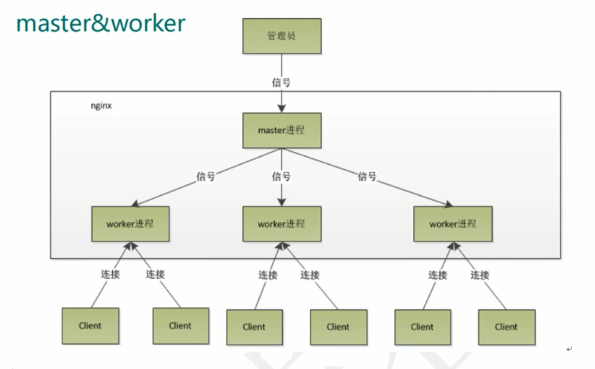 master&worker
管理员
信号
nginx
master进程
信号 信号 信号
worker进程 worker进程 worker进程
连接 连接 连接 连接 连接 连接
Client Client Client Client Client Client